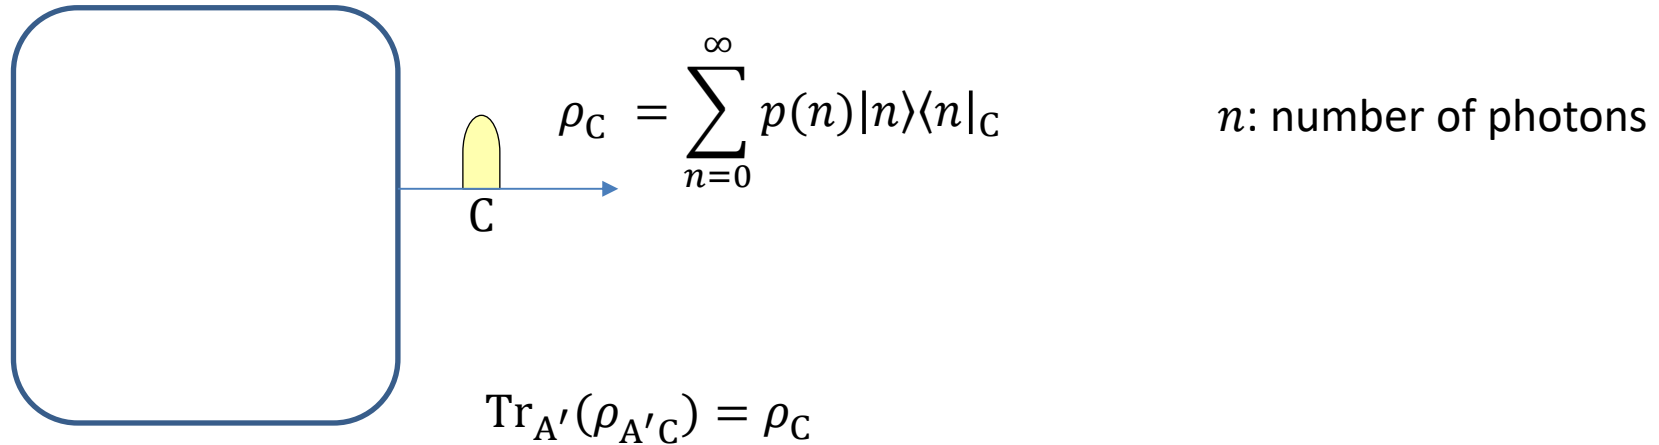 ρ_C = ∑_{n=0}^{∞} p(n)|n⟩⟨n|_C
n: number of photons
C
Tr_{A′}(ρ_{A′C}) = ρ_C